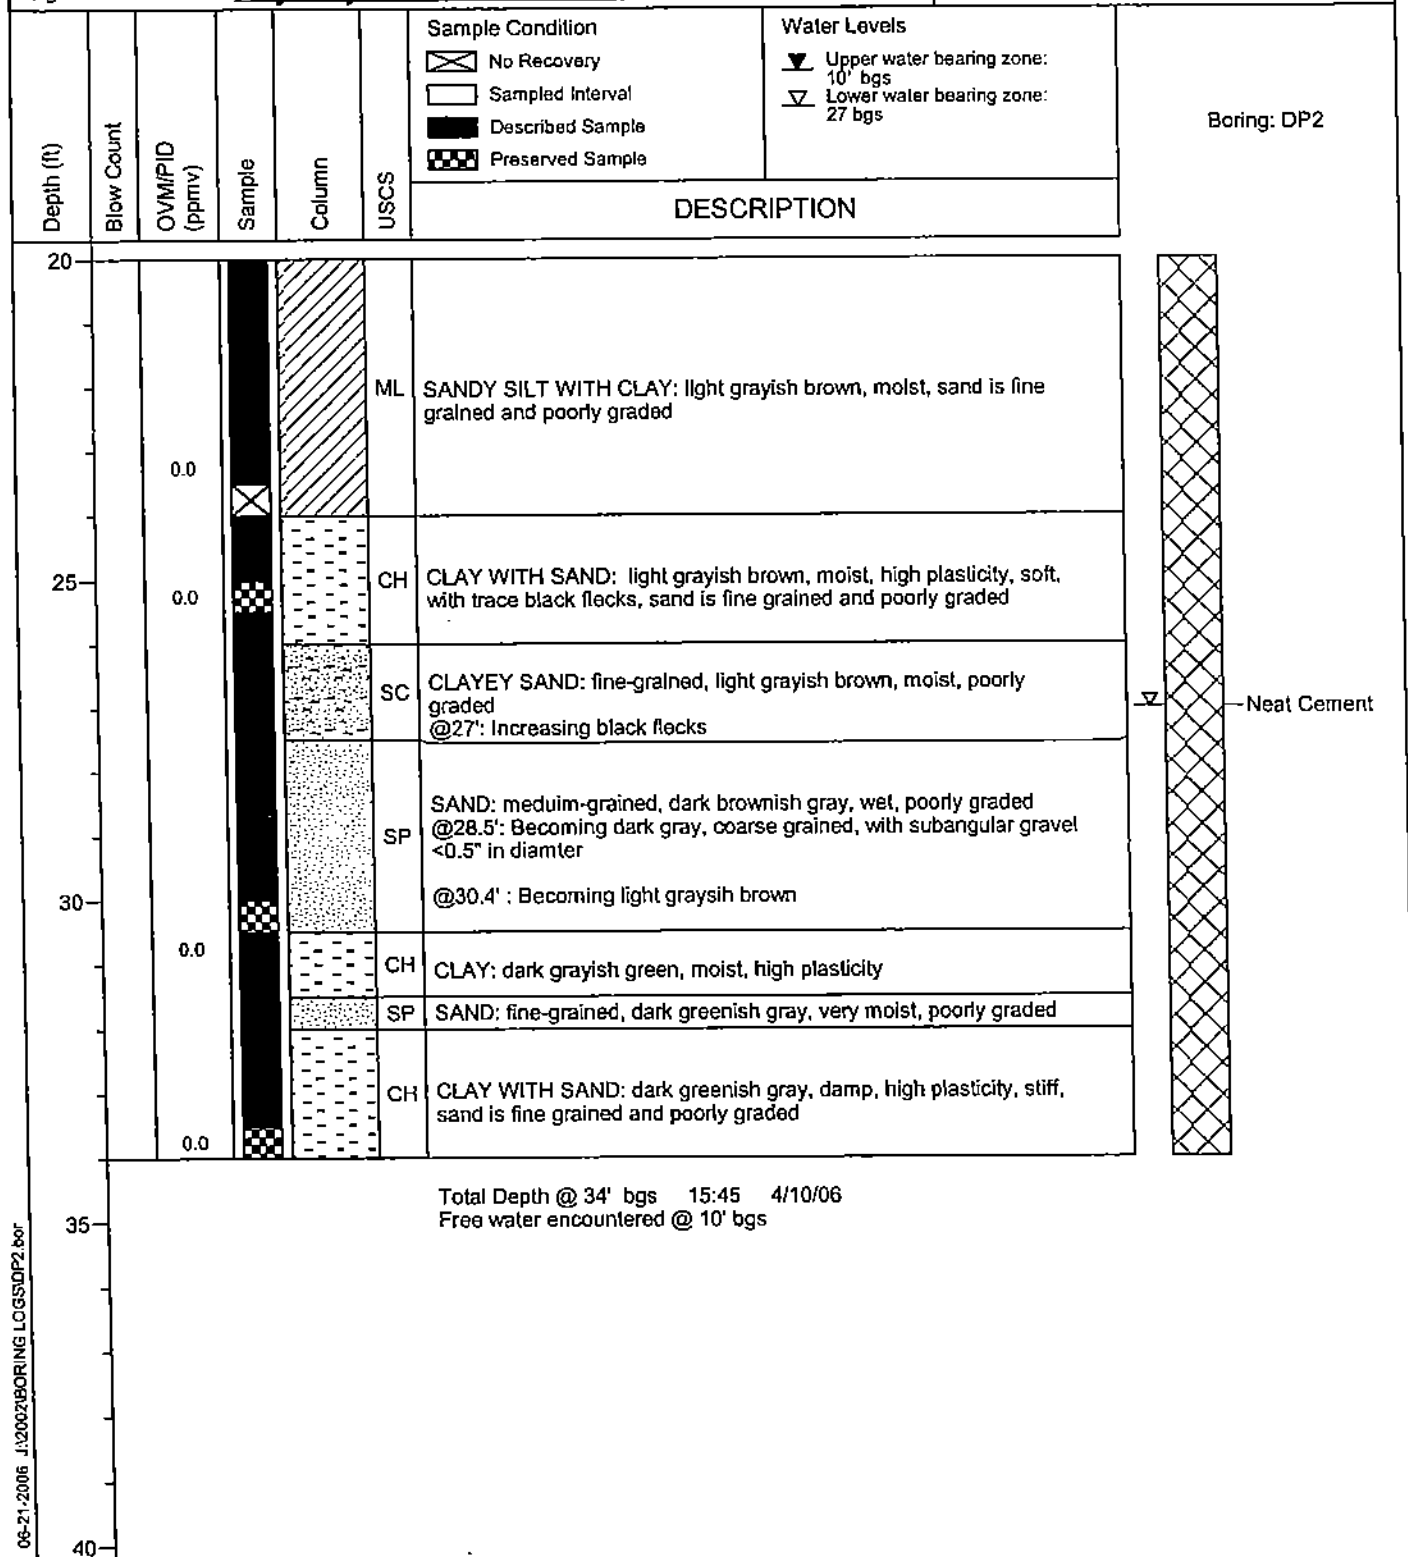 Sample Condition
No Recovery
Sampled Interval
Described Sample
Preserved Sample
Water Levels
Upper water bearing zone:
10' bgs
Lower water bearing zone:
27 bgs
Boring: DP2
Depth (ft)
Blow Count
OVM/PID
(ppmv)
Sample
Column
USCS
DESCRIPTION
20
ML
SANDY SILT WITH CLAY: light grayish brown, moist, sand is fine
grained and poorly graded
0.0
25
0.0
CH
CLAY WITH SAND: light grayish brown, moist, high plasticity, soft,
with trace black flecks, sand is fine grained and poorly graded
SC
CLAYEY SAND: fine-grained, light grayish brown, moist, poorly
graded
@27': Increasing black flecks
Neat Cement
SP
SAND: meduim-grained, dark brownish gray, wet, poorly graded
@28.5': Becoming dark gray, coarse grained, with subangular gravel
<0.5" in diamter
@30.4' : Becoming light graysih brown
30
0.0
CH
CLAY: dark grayish green, moist, high plasticity
SP
SAND: fine-grained, dark greenish gray, very moist, poorly graded
CH
CLAY WITH SAND: dark greenish gray, damp, high plasticity, stiff,
sand is fine grained and poorly graded
0.0
Total Depth @ 34' bgs 15:45 4/10/06
Free water encountered @ 10' bgs
35
40
06-21-2006 J:\2002\BORING LOGS\DP2.bor